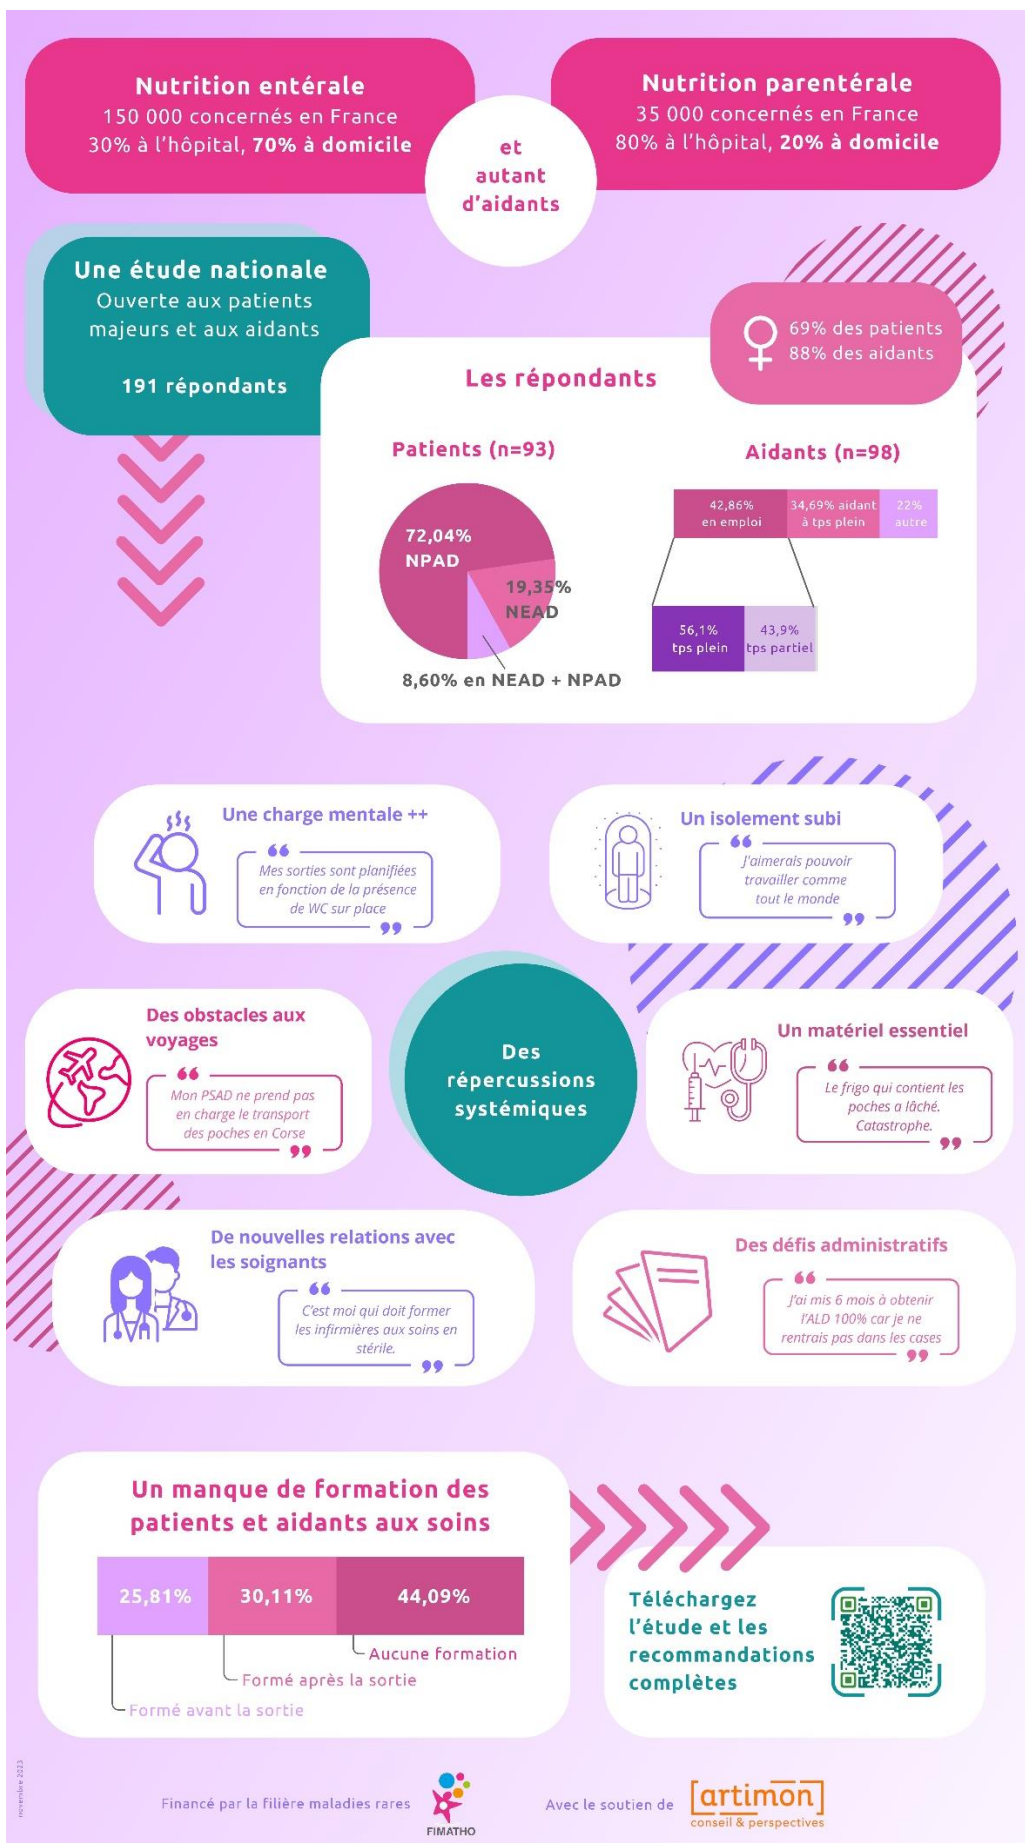 Nutrition entérale
150 000 concernés en France
30% à l'hôpital, 70% à domicile
et
autant
d'aidants
Nutrition parentérale
35 000 concernés en France
80% à l'hôpital, 20% à domicile
Une étude nationale
Ouverte aux patients
majeurs et aux aidants
191 répondants
69% des patients
88% des aidants
Les répondants
Patients (n=93)
72,04%
NPAD
19,35%
NEAD
8,60% en NEAD + NPAD
Aidants (n=98)
42,86%
en emploi
34,69% aidant
à tps plein
22%
autre
56,1%
tps plein
43,9%
tps partiel
Une charge mentale ++
Mes sorties sont planifiées
en fonction de la présence
de WC sur place
Un isolement subi
J'aimerais pouvoir
travailler comme
tout le monde
Des obstacles aux
voyages
Mon PSAD ne prend pas
en charge le transport
des poches en Corse
Des
répercussions
systémiques
Un matériel essentiel
Le frigo qui contient les
poches a lâché.
Catastrophe.
De nouvelles relations avec
les soignants
C'est moi qui doit former
les infirmières aux soins en
stérile.
Des défis administratifs
J'ai mis 6 mois à obtenir
l'ALD 100% car je ne
rentrais pas dans les cases
Un manque de formation des
patients et aidants aux soins
25,81%
30,11%
44,09%
Aucune formation
Formé après la sortie
Formé avant la sortie
Téléchargez
l'étude et les
recommandations
complètes
novembre 2023
Financé par la filière maladies rares
FIMATHO
Avec le soutien de
[artimon]
conseil & perspectives